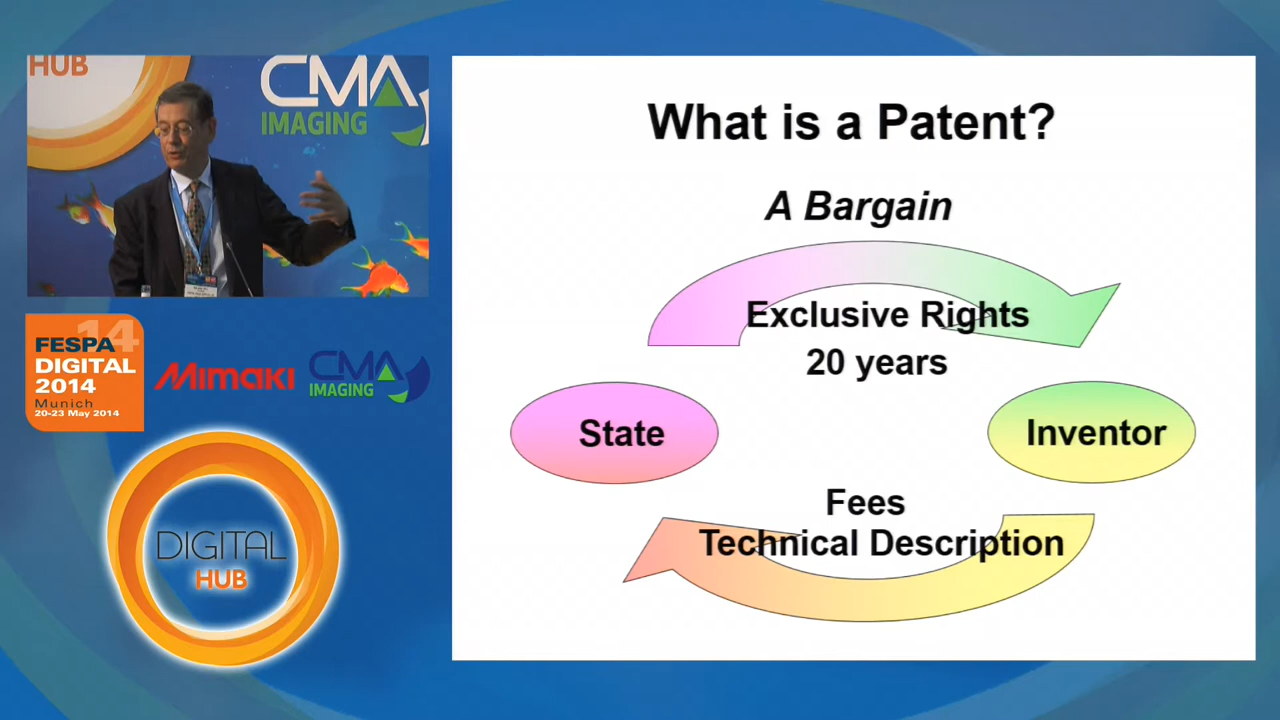 HUB
CMA
IMAGING
FESPA 14
DIGITAL
2014
Munich
20-23 May 2014
Mimaki
CMA
IMAGING
DIGITAL
HUB
What is a Patent?
A Bargain
Exclusive Rights
20 years
State
Inventor
Fees
Technical Description